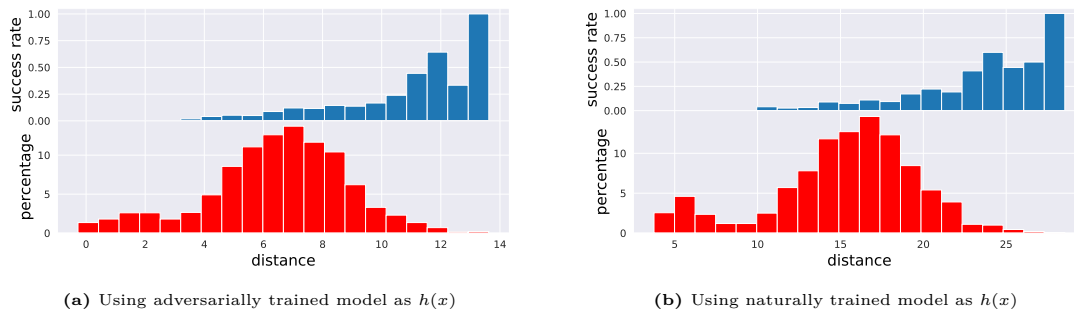 success rate
1.00
0.75
0.50
0.25
0.00
percentage
10
5
0
0 2 4 6 8 10 12 14
distance
(a) Using adversarially trained model as h(x)
success rate
1.00
0.75
0.50
0.25
0.00
percentage
10
5
0
5 10 15 20 25
distance
(b) Using naturally trained model as h(x)